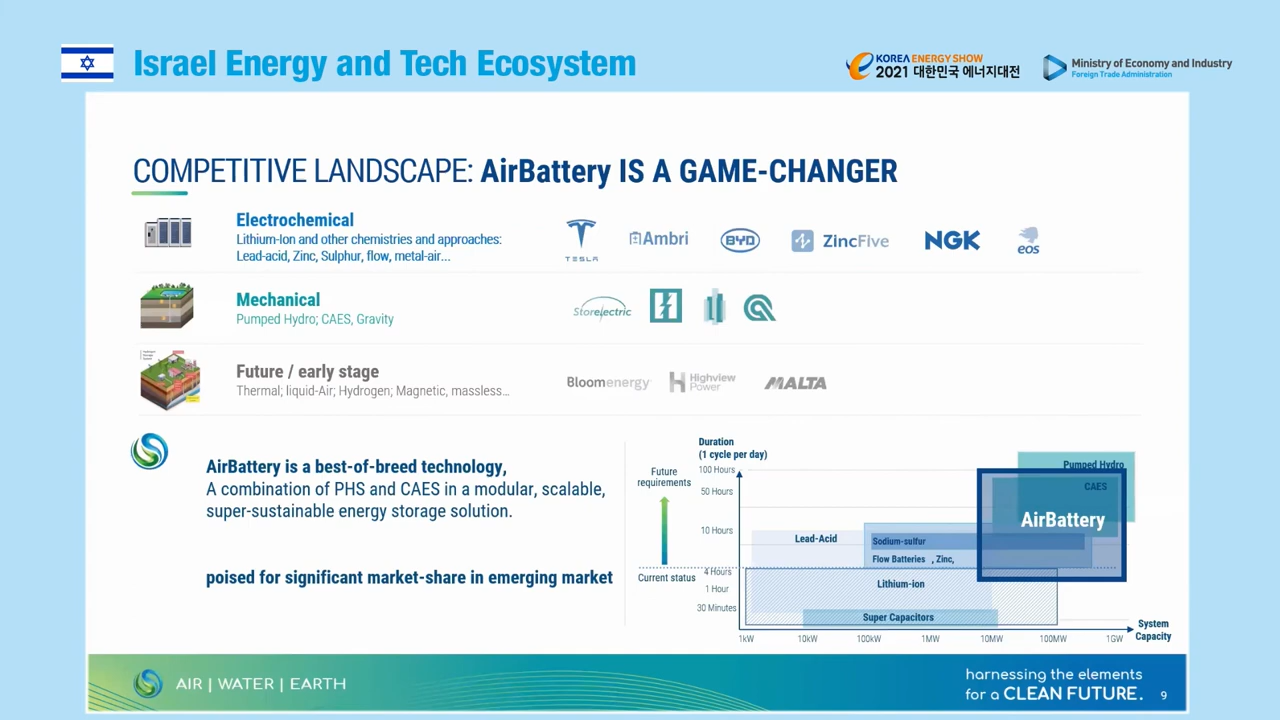 Israel Energy and Tech Ecosystem
KOREA ENERGY SHOW
2021 대한민국 에너지대전
Ministry of Economy and Industry
Foreign Trade Administration
COMPETITIVE LANDSCAPE: AirBattery IS A GAME-CHANGER
Electrochemical
Lithium-Ion and other chemistries and approaches:
Lead-acid, Zinc, Sulphur, flow, metal-air...
TESLA
Ambri
BYD
ZincFive
NGK
eos
Mechanical
Pumped Hydro; CAES, Gravity
Storelectric
Future / early stage
Thermal; liquid-Air; Hydrogen; Magnetic, massless...
Bloomenergy
Highview
Power
MALTA
AirBattery is a best-of-breed technology,
A combination of PHS and CAES in a modular, scalable,
super-sustainable energy storage solution.
poised for significant market-share in emerging market
Duration
(1 cycle per day)
Future
requirements
Current status
100 Hours
50 Hours
10 Hours
4 Hours
1 Hour
30 Minutes
Pumped Hydro
CAES
AirBattery
Lead-Acid
Sodium-sulfur
Flow Batteries , Zinc,
Lithium-ion
Super Capacitors
1kW 10kW 100kW 1MW 10MW 100MW 1GW
System
Capacity
AIR | WATER | EARTH
harnessing the elements
for a CLEAN FUTURE.
9